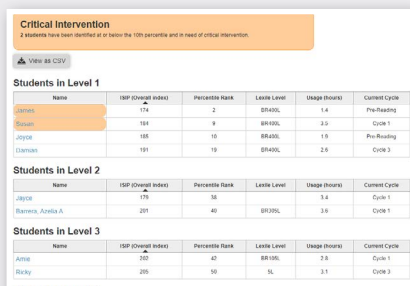 Critical Intervention
2 students have been identified at or below the 10th percentile and in need of critical intervention.
View as CSV
Students in Level 1
Name ISIP (Overall index) Percentile Rank Lexile Level Usage (hours) Current Cycle
James 174 2 BR400L 1.4 Pre-Reading
Susan 184 9 BR400L 3.5 Cycle 1
Joyce 185 10 BR400L 1.9 Pre-Reading
Damian 191 19 BR400L 2.6 Cycle 3
Students in Level 2
Name ISIP (Overall index) Percentile Rank Lexile Level Usage (hours) Current Cycle
Jayce 179 38 3.4 Cycle 1
Barrera, Azelia A 201 40 BR305L 3.6 Cycle 1
Students in Level 3
Name ISIP (Overall index) Percentile Rank Lexile Level Usage (hours) Current Cycle
202 42 BR105L 2.8 Cycle 1
Ricky 205 50 5L 3.1 Cycle 3